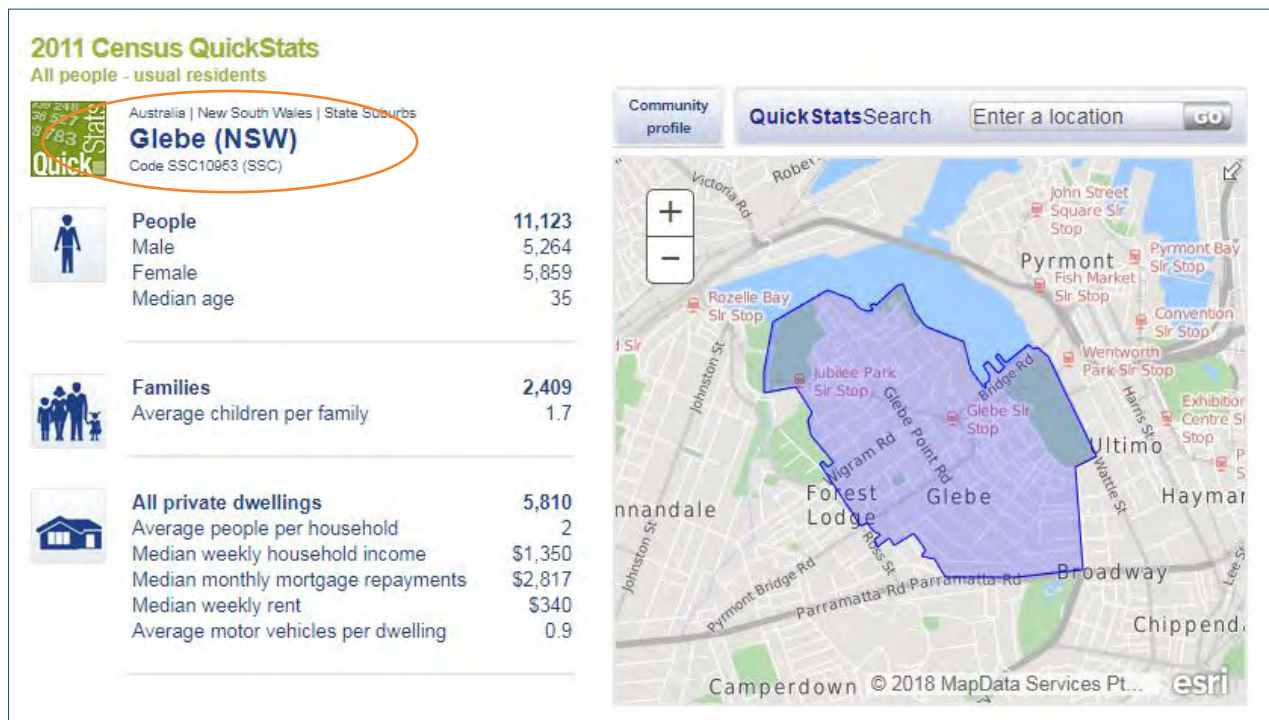 2011 Census QuickStats
All people - usual residents
Quick Stats
Australia | New South Wales | State Suburbs
Glebe (NSW)
Code SSC10953 (SSC)
People 11,123
Male 5,264
Female 5,859
Median age 35
Families 2,409
Average children per family 1.7
All private dwellings 5,810
Average people per household 2
Median weekly household income $1,350
Median monthly mortgage repayments $2,817
Median weekly rent $340
Average motor vehicles per dwelling 0.9
Community
profile
QuickStatsSearch
Enter a location
GO
+
−
Victoria Rd
John Street
Square Slr
Stop
Pyrmont
Pyrmont Bay
Slr Stop
Fish Market
Slr Stop
Rozelle Bay
Slr Stop
Convention
Slr Stop
Wentworth
Park Slr Stop
Johnston St
Jubilee Park
Slr Stop
Bridge Rd
Glebe Point Rd
Glebe Slr
Stop
Harris St
Exhibition
Centre Sl
Stop
Ultimo
Wigram Rd
Forest
Lodge
Glebe
Wattle St
Haymar
nnandale
Johnston St
Ross St
Pyrmont Bridge Rd
Parramatta Rd
Parramatta Rd
Broadway
Chippend
Camperdown
© 2018 MapData Services Pt...
esri